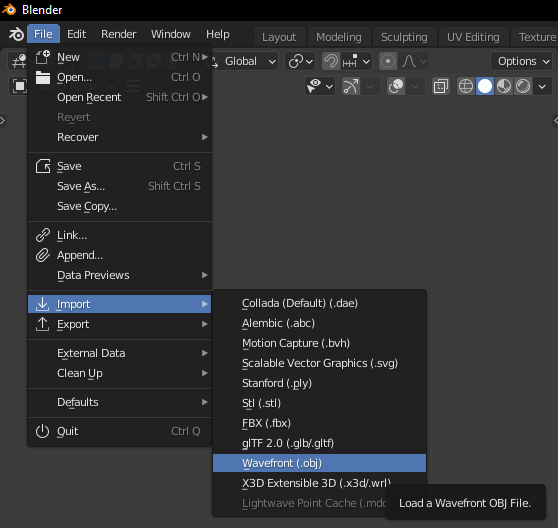 Blender
File Edit Render Window Help Layout Modeling Sculpting UV Editing Texture
Global Options
New Ctrl N
Open... Ctrl O
Open Recent Shift Ctrl O
Revert
Recover
Save Ctrl S
Save As... Shift Ctrl S
Save Copy...
Link...
Append...
Data Previews
Import
Export
External Data
Clean Up
Defaults
Quit Ctrl Q
Collada (Default) (.dae)
Alembic (.abc)
Motion Capture (.bvh)
Scalable Vector Graphics (.svg)
Stanford (.ply)
Stl (.stl)
FBX (.fbx)
glTF 2.0 (.glb/.gltf)
Wavefront (.obj)
X3D Extensible 3D (.x3d/.wrl)
Lightwave Point Cache (.mdd
Load a Wavefront OBJ File.